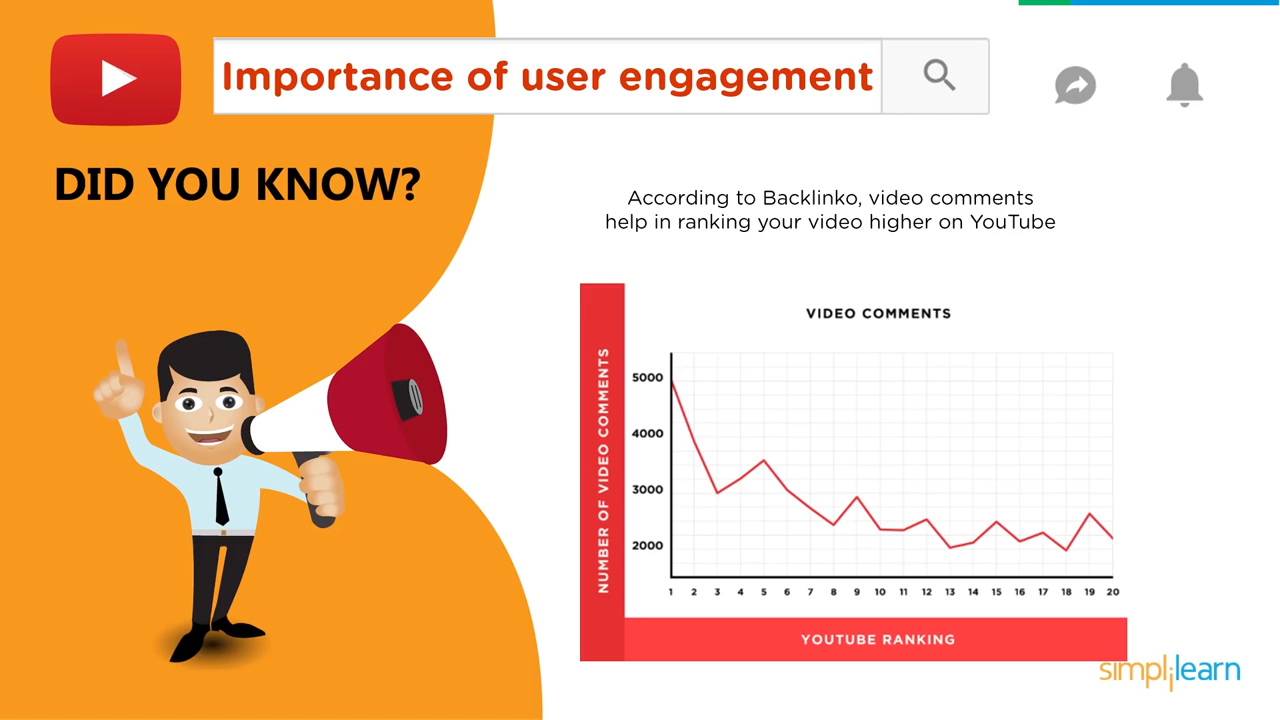 Importance of user engagement
DID YOU KNOW?
According to Backlinko, video comments
help in ranking your video higher on YouTube
VIDEO COMMENTS
NUMBER OF VIDEO COMMENTS
5000
4000
3000
2000
1 2 3 4 5 6 7 8 9 10 11 12 13 14 15 16 17 18 19 20
YOUTUBE RANKING
simplilearn